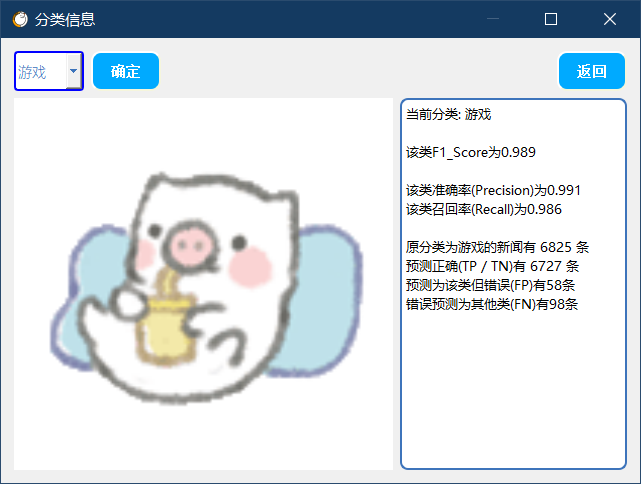 分类信息
游戏
确定
返回
当前分类: 游戏
该类F1_Score为0.989
该类准确率(Precision)为0.991
该类召回率(Recall)为0.986
原分类为游戏的新闻有 6825 条
预测正确(TP / TN)有 6727 条
预测为该类但错误(FP)有58条
错误预测为其他类(FN)有98条